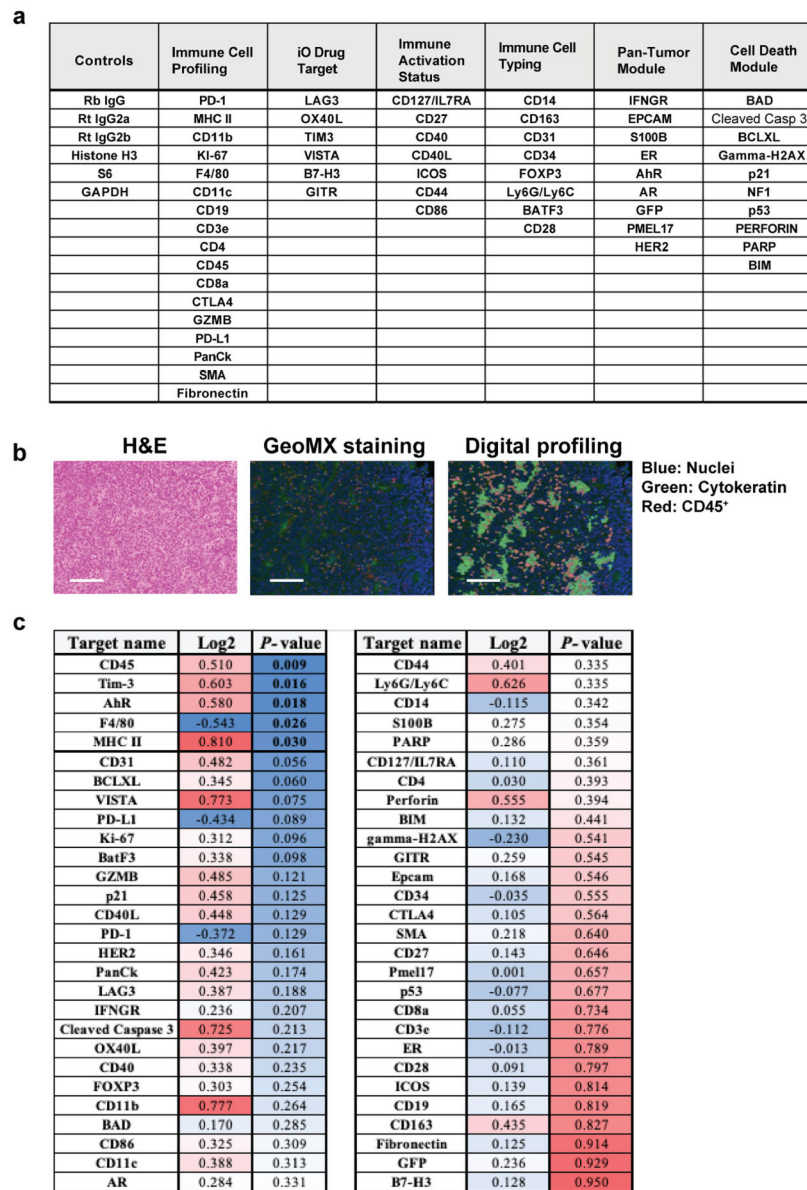 a
Controls Immune Cell Profiling iO Drug Target Immune Activation Status Immune Cell Typing Pan-Tumor Module Cell Death Module
Rb IgG PD-1 LAG3 CD127/IL7RA CD14 IFNGR BAD
Rt IgG2a MHC II OX40L CD27 CD163 EPCAM Cleaved Casp 3
Rt IgG2b CD11b TIM3 CD40 CD31 S100B BCLXL
Histone H3 KI-67 VISTA CD40L CD34 ER Gamma-H2AX
S6 F4/80 B7-H3 ICOS FOXP3 AhR p21
GAPDH CD11c GITR CD44 Ly6G/Ly6C AR NF1
CD19 CD86 BATF3 GFP p53
CD3e CD28 PMEL17 PERFORIN
CD4 HER2 PARP
CD45 BIM
CD8a
CTLA4
GZMB
PD-L1
PanCk
SMA
Fibronectin
b
H&E GeoMX staining Digital profiling
Blue: Nuclei
Green: Cytokeratin
Red: CD45+
c
Target name Log2 P- value
CD45 0.510 0.009
Tim-3 0.603 0.016
AhR 0.580 0.018
F4/80 -0.543 0.026
MHC II 0.810 0.030
CD31 0.482 0.056
BCLXL 0.345 0.060
VISTA 0.773 0.075
PD-L1 -0.434 0.089
Ki-67 0.312 0.096
BatF3 0.338 0.098
GZMB 0.485 0.121
p21 0.458 0.125
CD40L 0.448 0.129
PD-1 -0.372 0.129
HER2 0.346 0.161
PanCk 0.423 0.174
LAG3 0.387 0.188
IFNGR 0.236 0.207
Cleaved Caspase 3 0.725 0.213
OX40L 0.397 0.217
CD40 0.338 0.235
FOXP3 0.303 0.254
CD11b 0.777 0.264
BAD 0.170 0.285
CD86 0.325 0.309
CD11c 0.388 0.313
AR 0.284 0.331
Target name Log2 P- value
CD44 0.401 0.335
Ly6G/Ly6C 0.626 0.335
CD14 -0.115 0.342
S100B 0.275 0.354
PARP 0.286 0.359
CD127/IL7RA 0.110 0.361
CD4 0.030 0.393
Perforin 0.555 0.394
BIM 0.132 0.441
gamma-H2AX -0.230 0.541
GITR 0.259 0.545
Epcam 0.168 0.546
CD34 -0.035 0.555
CTLA4 0.105 0.564
SMA 0.218 0.640
CD27 0.143 0.646
Pmel17 0.001 0.657
p53 -0.077 0.677
CD8a 0.055 0.734
CD3e -0.112 0.776
ER -0.013 0.789
CD28 0.091 0.797
ICOS 0.139 0.814
CD19 0.165 0.819
CD163 0.435 0.827
Fibronectin 0.125 0.914
GFP 0.236 0.929
B7-H3 0.128 0.950